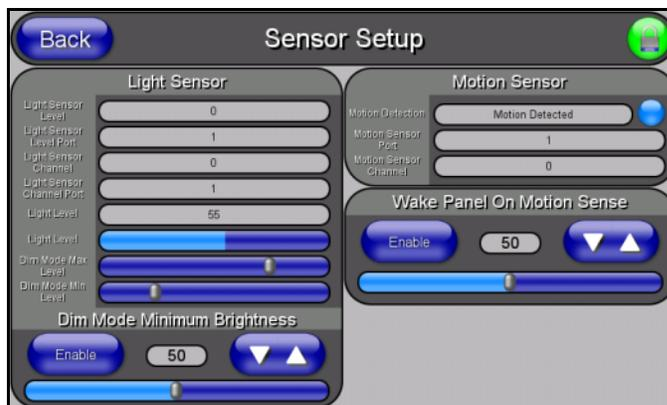 Back
Sensor Setup
Light Sensor
Light Sensor Level
0
Light Sensor Level Port
1
Light Sensor Channel
0
Light Sensor Channel Port
1
Light Level
55
Light Level
Dim Mode Max Level
Dim Mode Min Level
Dim Mode Minimum Brightness
Enable
50
Motion Sensor
Motion Detection
Motion Detected
Motion Sensor Port
1
Motion Sensor Channel
0
Wake Panel On Motion Sense
Enable
50